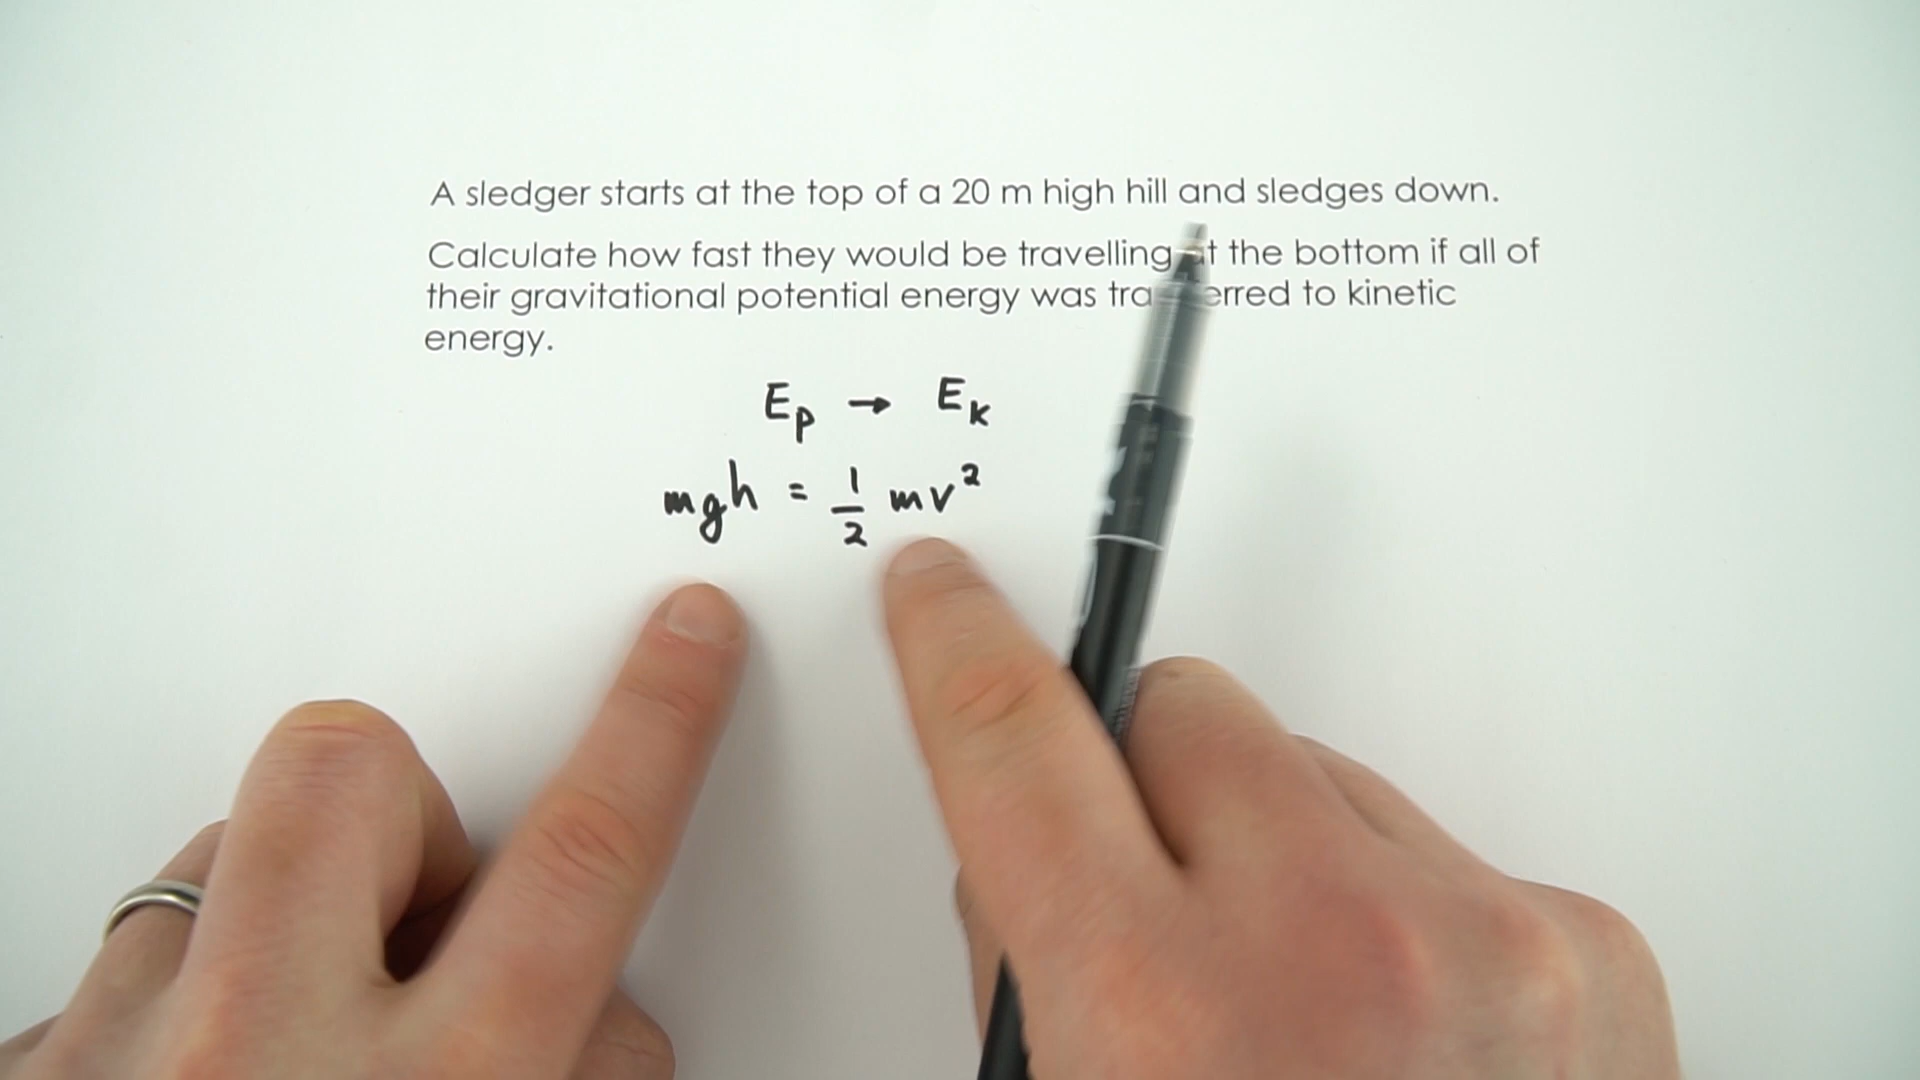 A sledger starts at the top of a 20 m high hill and sledges down.
Calculate how fast they would be travelling the bottom if all of
their gravitational potential energy was to kinetic
energy.
Ep → Ek
mgh = 1/2 mv²